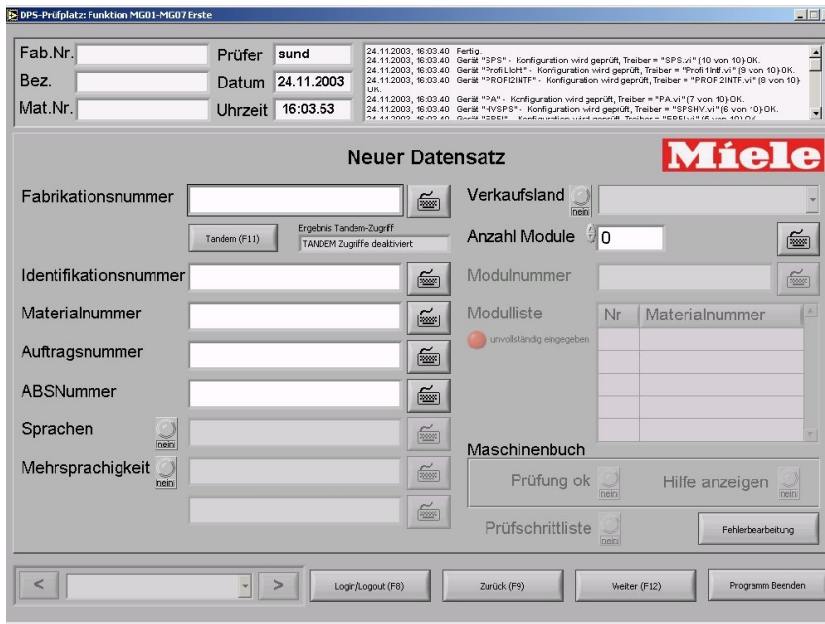 DPS-Prüfplatz: Funktion MG01-MG07 Erste
Fab.Nr.
Bez.
Mat.Nr.
Prüfer sund
Datum 24.11.2003
Uhrzeit 16:03.53
24.11.2003, 16:03.40 Fertig.
24.11.2003, 16:03.40 Gerät "SPS" - Konfiguration wird geprüft, Treiber = "SPS.vi" (10 von 10)-OK.
24.11.2003, 16:03.40 Gerät - Konfiguration wird geprüft, Treiber = (9 von 10)-OK.
24.11.2003, 16:03.40 Gerät "PROFI2INTF" - Konfiguration wird geprüft, Treiber = "PROF2INTF.vi" (8 von 10)-
OK.
24.11.2003, 16:03.40 Gerät "PA" - Konfiguration wird geprüft, Treiber = "PA.vi" (7 von 10)-OK.
24.11.2003, 16:03.40 Gerät "HVSPS" - Konfiguration wird geprüft, Treiber = "SPSHV.vi" (6 von 10)-OK.
Neuer Datensatz
Miele
Fabrikationsnummer
Tandem (F11)
Ergebnis Tandem-Zugriff
TANDEM Zugriffe deaktiviert
Identifikationsnummer
Materialnummer
Auftragsnummer
ABSNummer
Sprachen
nein
Mehrsprachigkeit
nein
Verkaufsland
nein
Anzahl Module 0
Modulnummer
Modulliste
unvollständig eingegeben
Nr Materialnummer
Maschinenbuch
Prüfung ok nein
Hilfe anzeigen nein
Prüfschrittliste nein
Fehlerbearbeitung
<
>
Login/Logout (F8)
Zurück (F9)
Weiter (F12)
Programm Beenden